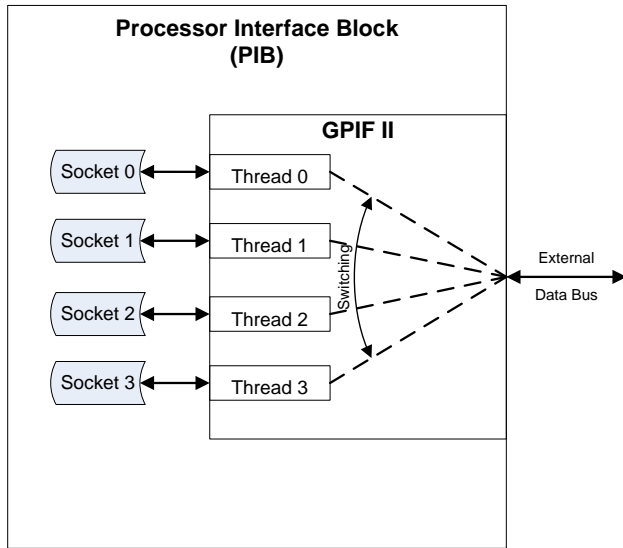 Processor Interface Block
(PIB)
GPIF II
Socket 0
Thread 0
Socket 1
Thread 1
Socket 2
Thread 2
Socket 3
Thread 3
Switching
External
Data Bus